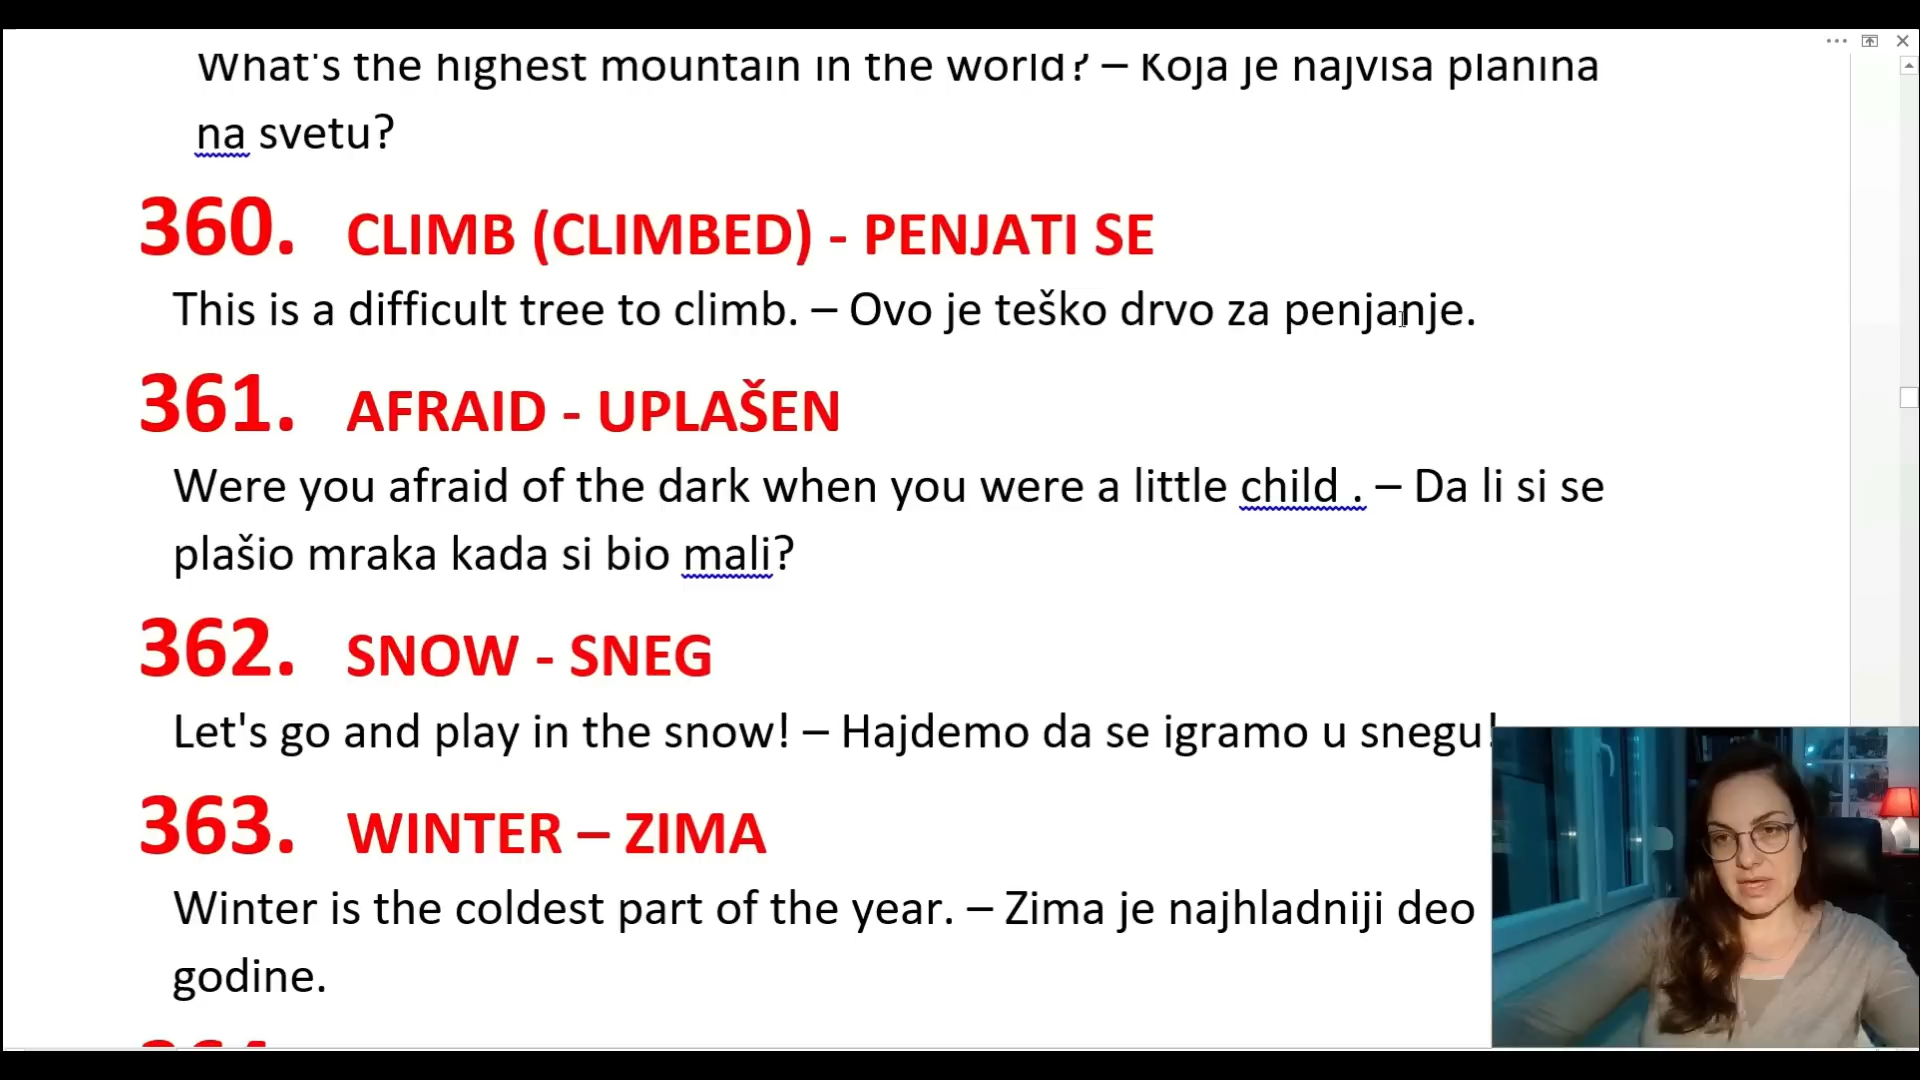 What's the highest mountain in the world? – Koja je najviša planina
na svetu?
360. CLIMB (CLIMBED) - PENJATI SE
This is a difficult tree to climb. – Ovo je teško drvo za penjanje.
361. AFRAID - UPLAŠEN
Were you afraid of the dark when you were a little child . – Da li si se
plašio mraka kada si bio mali?
362. SNOW - SNEG
Let's go and play in the snow! – Hajdemo da se igramo u snegu!
363. WINTER – ZIMA
Winter is the coldest part of the year. – Zima je najhladniji deo
godine.